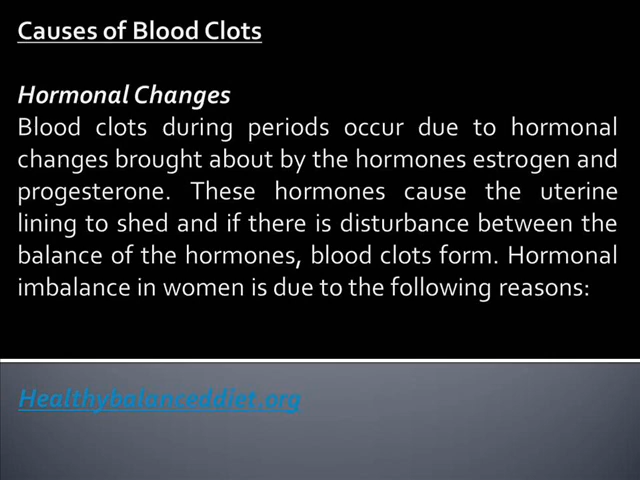 Causes of Blood Clots
Hormonal Changes
Blood clots during periods occur due to hormonal
changes brought about by the hormones estrogen and
progesterone. These hormones cause the uterine
lining to shed and if there is disturbance between the
balance of the hormones, blood clots form. Hormonal
imbalance in women is due to the following reasons:
Healthybalanceddiet.org